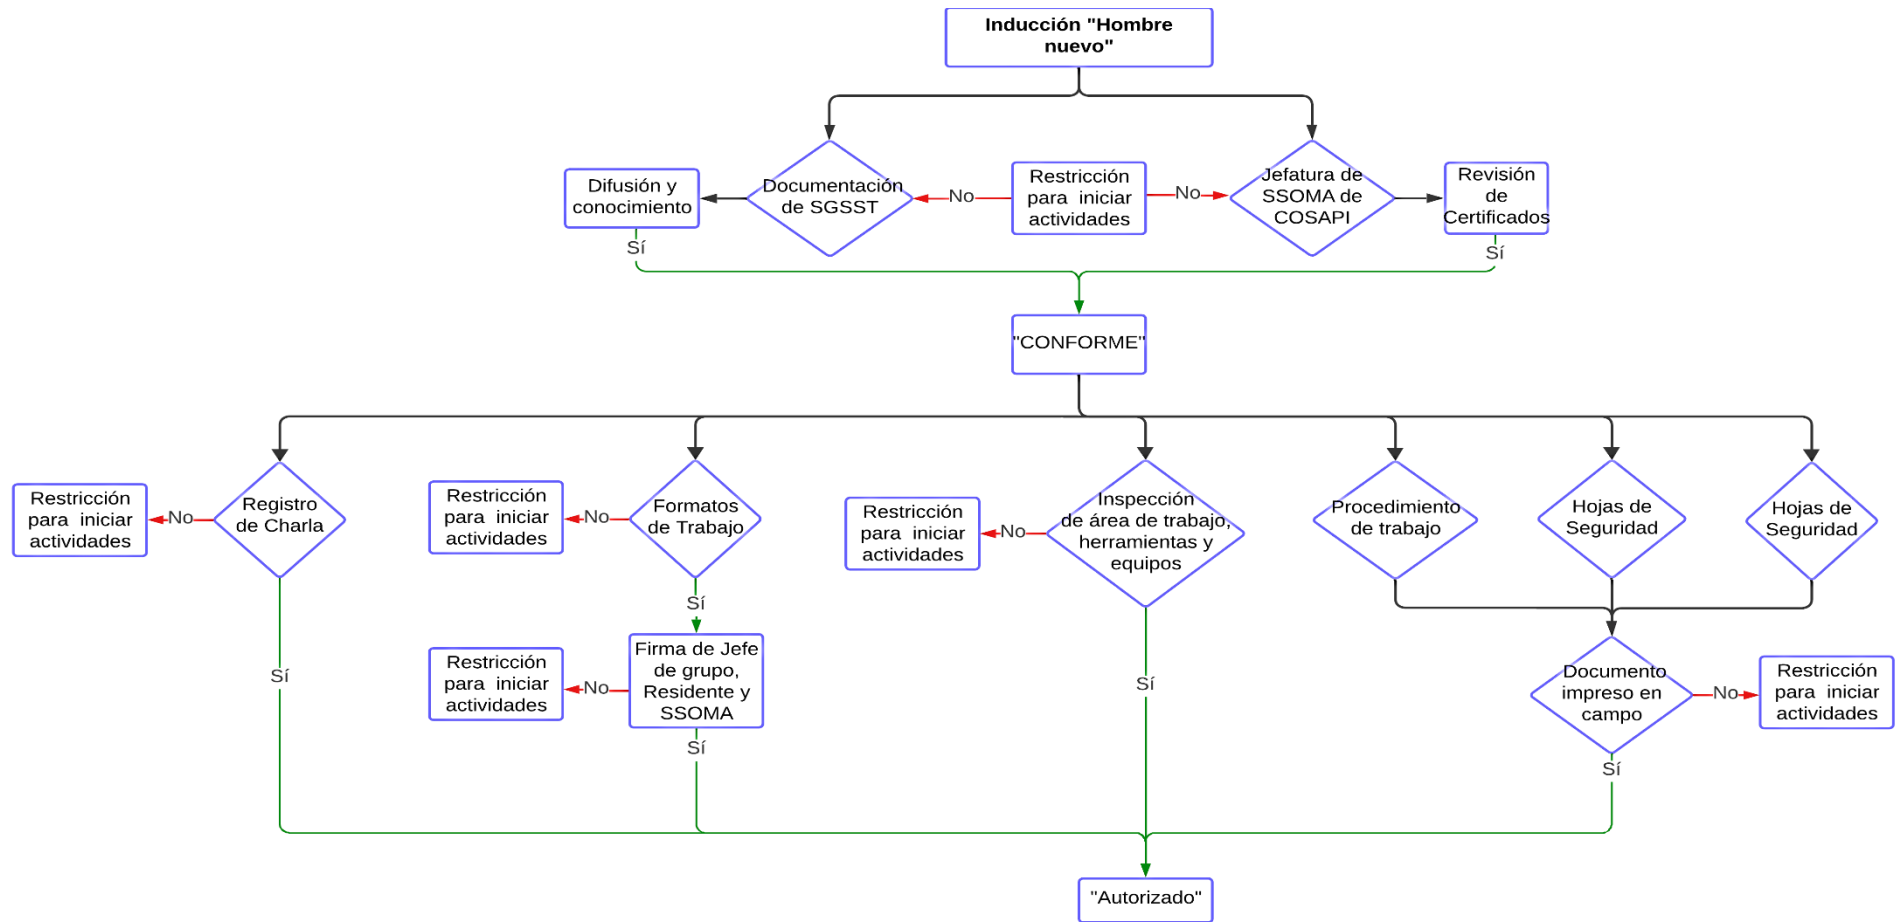 Inducción "Hombre
nuevo"
Difusión y
conocimiento
Documentación
de SGSST
No
Restricción
para iniciar
actividades
No
Jefatura de
SSOMA de
COSAPI
Revisión
de
Certificados
Sí
Sí
"CONFORME"
Restricción
para iniciar
actividades
No
Registro
de Charla
Restricción
para iniciar
actividades
No
Formatos
de Trabajo
Restricción
para iniciar
actividades
No
Inspección
de área de trabajo,
herramientas y
equipos
Procedimiento
de trabajo
Hojas de
Seguridad
Hojas de
Seguridad
Sí
Sí
Restricción
para iniciar
actividades
No
Firma de Jefe
de grupo,
Residente y
SSOMA
Sí
Documento
impreso en
campo
No
Restricción
para iniciar
actividades
Sí
Sí
"Autorizado"